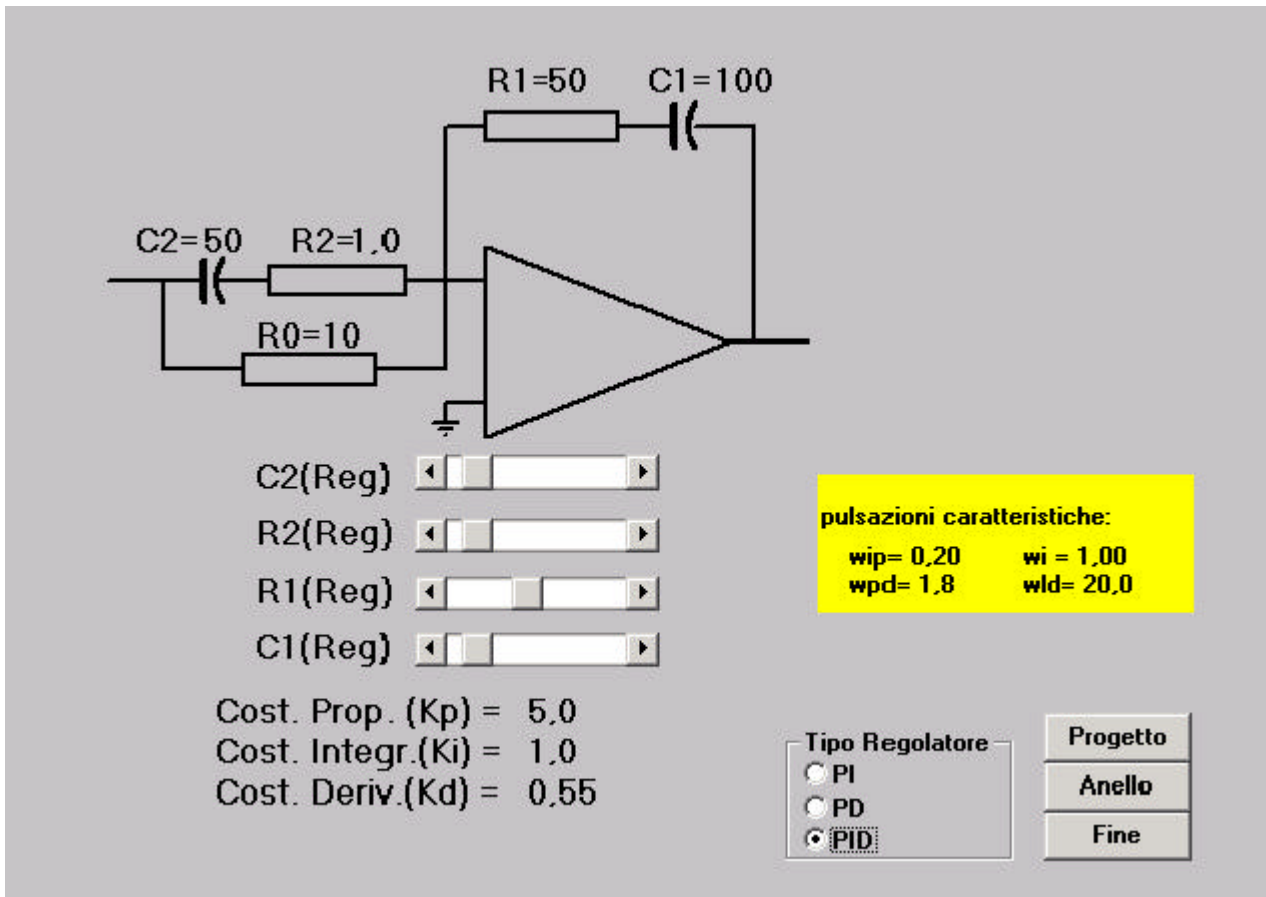 R1=50 C1=100
C2=50 R2=1,0
R0=10
C2(Reg)
R2(Reg)
R1(Reg)
C1(Reg)
pulsazioni caratteristiche:
wip= 0,20 wi = 1,00
wpd= 1,8 wld= 20,0
Cost. Prop. (Kp) = 5,0
Cost. Integr.(Ki) = 1,0
Cost. Deriv.(Kd) = 0,55
Tipo Regolatore
PI
PD
PID
Progetto
Anello
Fine